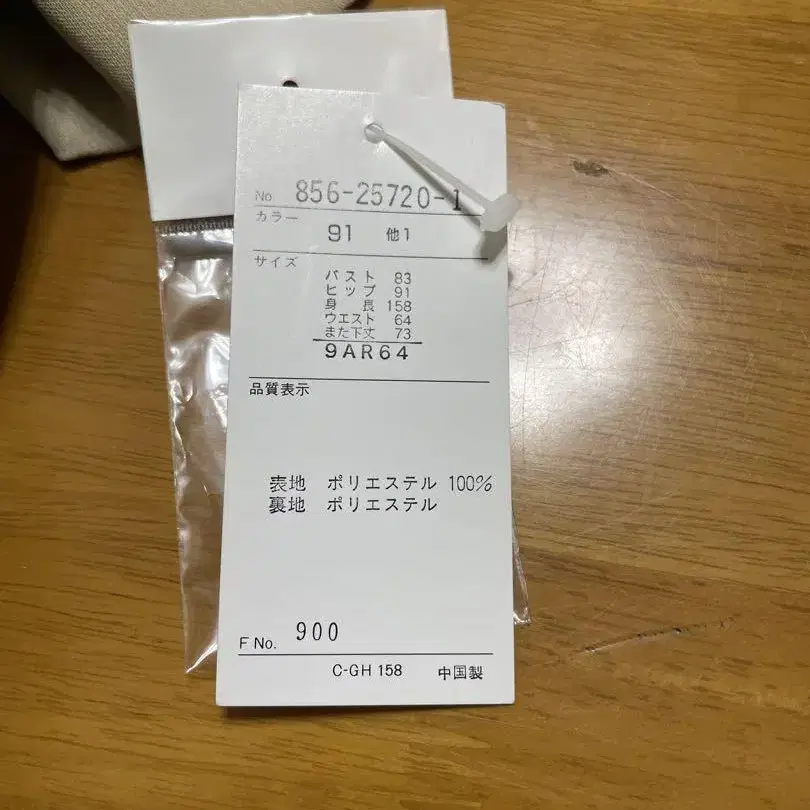 No 856-25720-1
カラー
91 他1
サイズ
バスト 83
ヒップ 91
身長 158
ウエスト 64
また下丈 73
9AR64
品質表示
表地 ポリエステル 100%
裏地 ポリエステル
F No. 900
C-GH 158 中国製